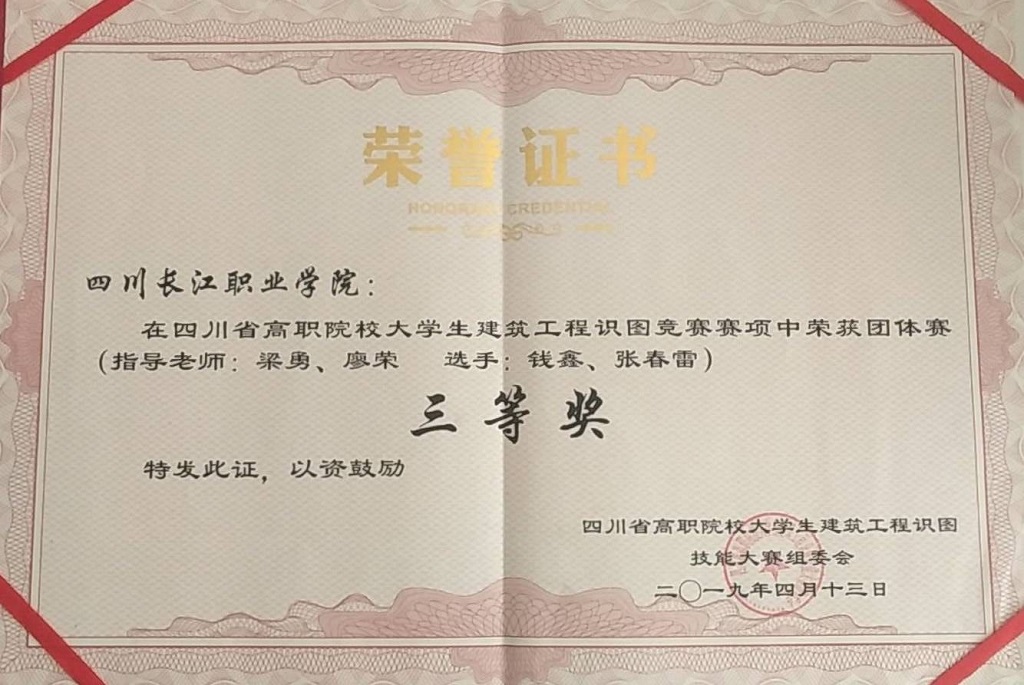 荣誉证书
HONORARY CREDENTIAL
四川长江职业学院：
在四川省高职院校大学生建筑工程识图竞赛赛项中荣获团体赛
（指导老师：梁勇、廖荣 选手：钱鑫、张春雷）
三等奖
特发此证，以资鼓励
四川省高职院校大学生建筑工程识图
技能大赛组委会
二〇一九年四月十三日